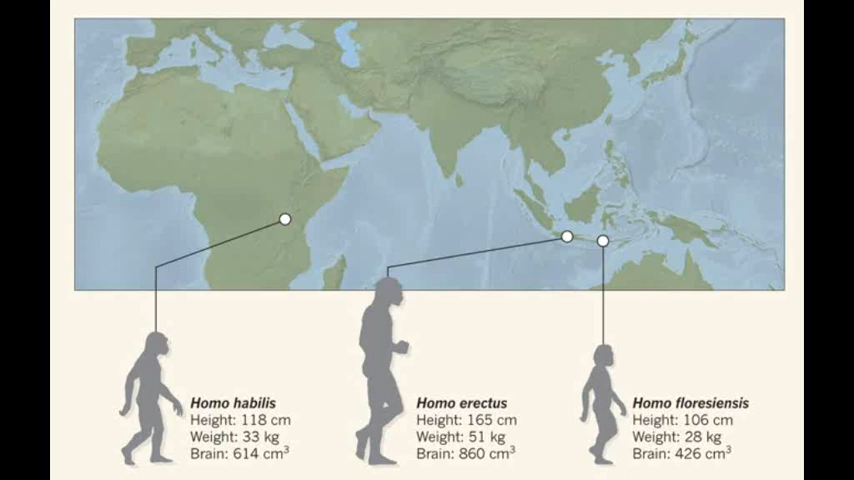 Homo habilis
Height: 118 cm
Weight: 33 kg
Brain: 614 cm³
Homo erectus
Height: 165 cm
Weight: 51 kg
Brain: 860 cm³
Homo floresiensis
Height: 106 cm
Weight: 28 kg
Brain: 426 cm³